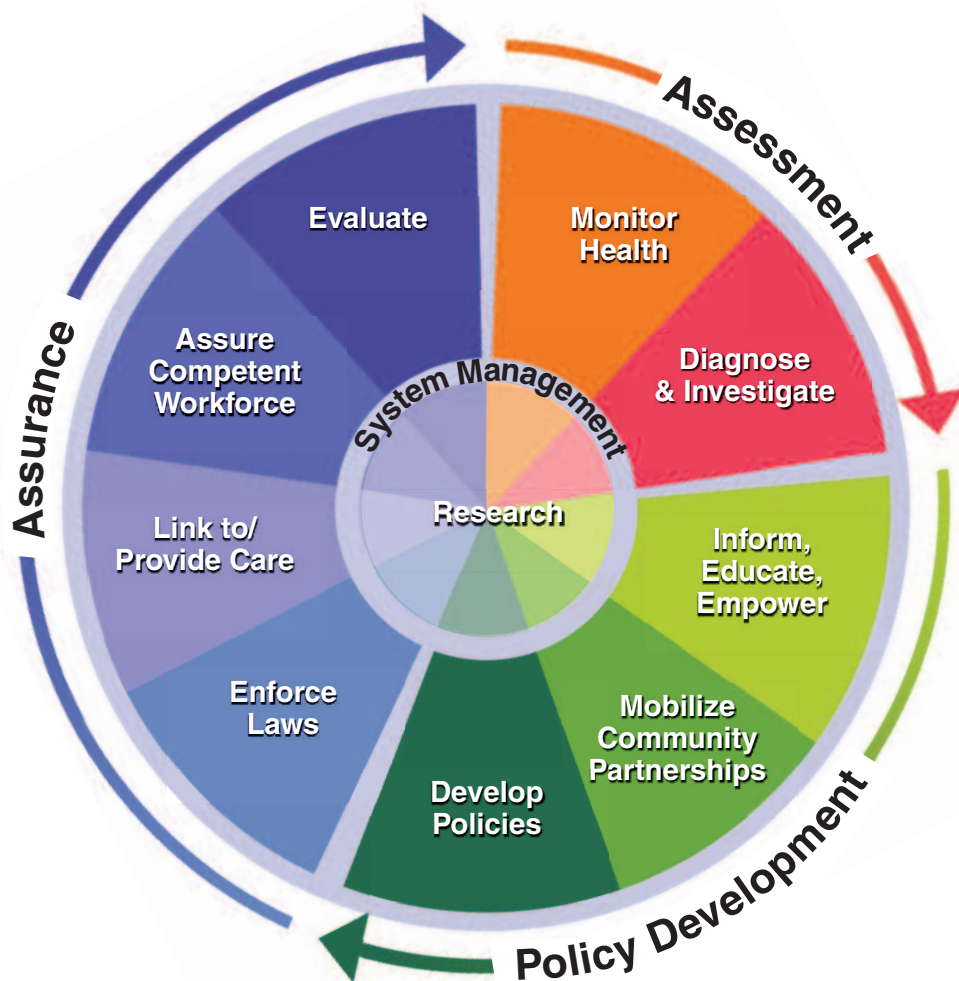 Assessment
Monitor
Health
Diagnose
& Investigate
Policy Development
Inform,
Educate,
Empower
Mobilize
Community
Partnerships
Develop
Policies
Assurance
Enforce
Laws
Link to/
Provide Care
Assure
Competent
Workforce
Evaluate
System Management
Research